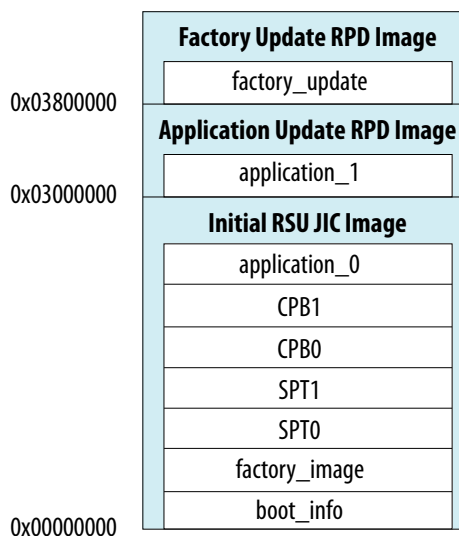 Factory Update RPD Image
factory_update
0x03800000
Application Update RPD Image
application_1
0x03000000
Initial RSU JIC Image
application_0
CPB1
CPB0
SPT1
SPT0
factory_image
boot_info
0x00000000